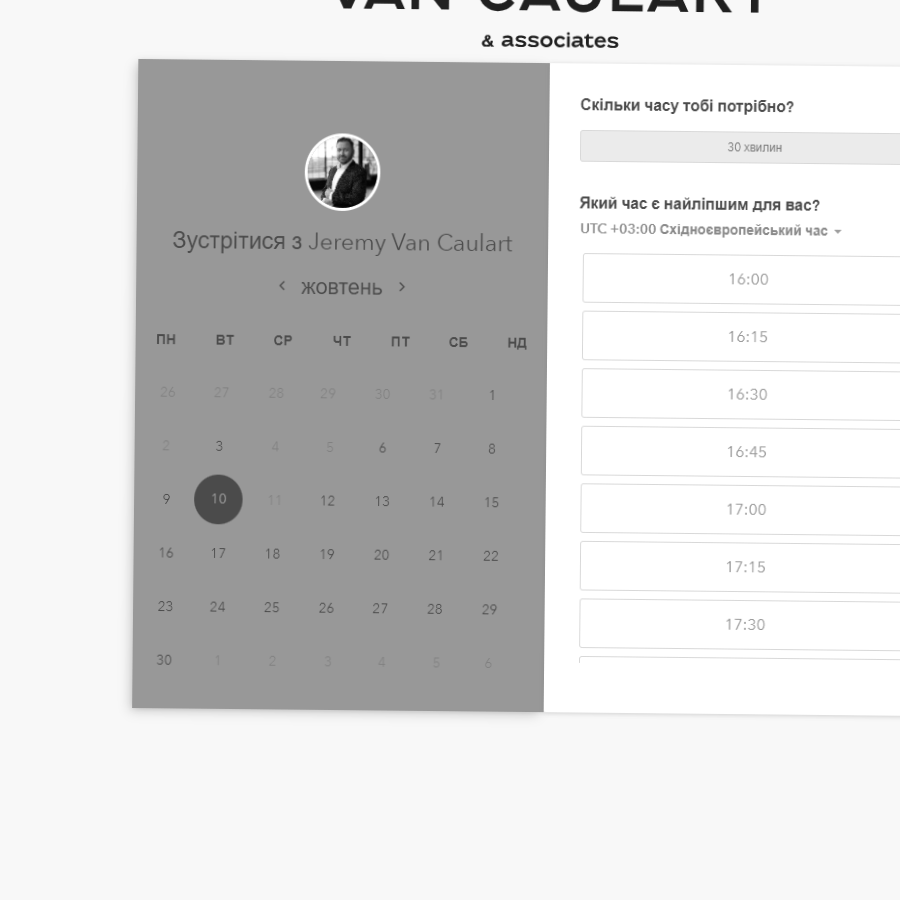 VAN CAULART
& associates
Зустрітися з Jeremy Van Caulart
жовтень
ПН ВТ СР ЧТ ПТ СБ НД
26 27 28 29 30 31 1
2 3 4 5 6 7 8
9 10 11 12 13 14 15
16 17 18 19 20 21 22
23 24 25 26 27 28 29
30 1 2 3 4 5 6
Скільки часу тобі потрібно?
30 хвилин
Який час є найліпшим для вас?
UTC +03:00 Східноєвропейський час
16:00
16:15
16:30
16:45
17:00
17:15
17:30